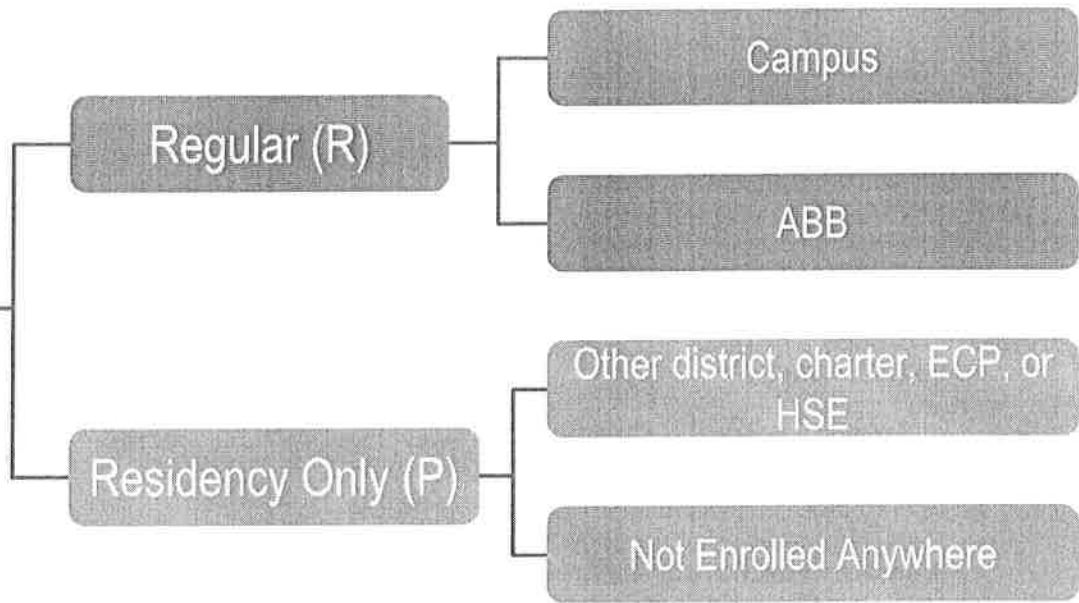 Regular (R)
Campus
ABB
Residency Only (P)
Other district, charter, ECP, or
HSE
Not Enrolled Anywhere